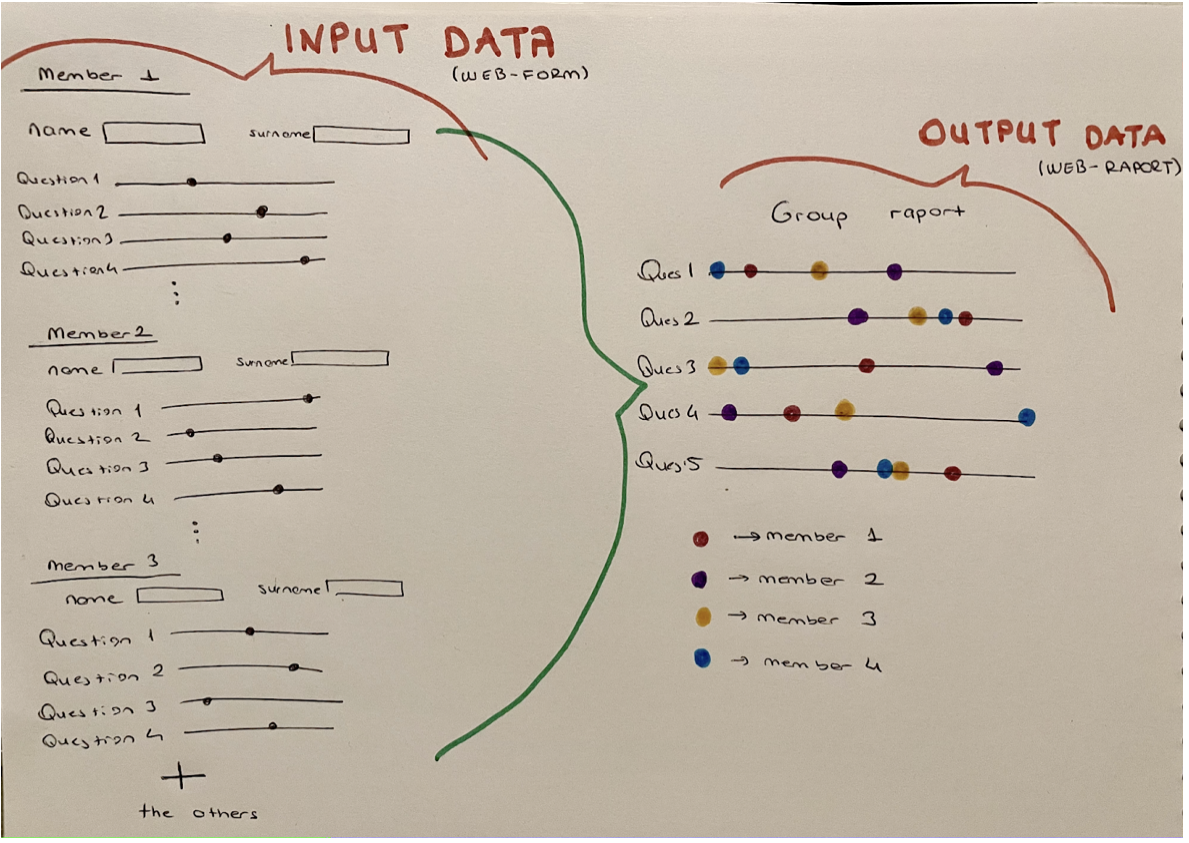 INPUT DATA
(WEB-FORM)
Member 1
name surname
Question 1
Question 2
Question 3
Question 4
Member 2
name surname
Question 1
Question 2
Question 3
Question 4
member 3
name surname
Question 1
Question 2
Question 3
Question 4
+
the others
OUTPUT DATA
(WEB-RAPORT)
Group raport
Ques 1
Ques 2
Ques 3
Ques 4
Ques 5
→ member 1
→ member 2
→ member 3
→ member 4